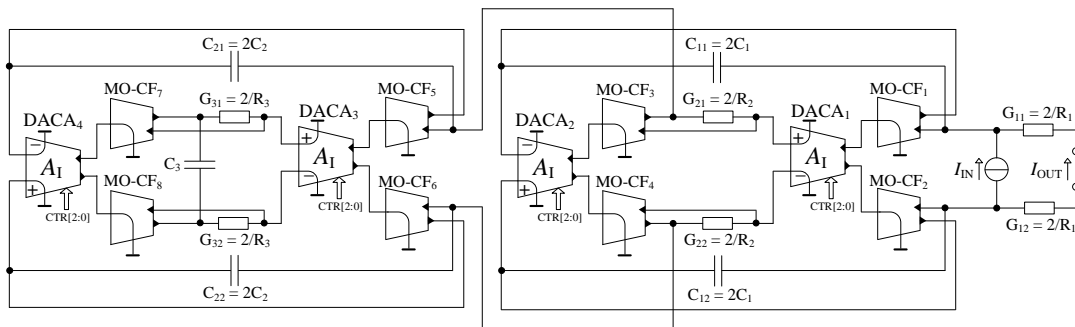 C21 = 2C2
MO-CF7
G31 = 2/R3
MO-CF5
DACA3
DACA4
+
−
AI
CTR[2:0]
C3
+
−
AI
CTR[2:0]
MO-CF8
MO-CF6
G32 = 2/R3
C22 = 2C2
C11 = 2C1
MO-CF3
G21 = 2/R2
MO-CF1
DACA1
DACA2
G11 = 2/R1
−
+
AI
CTR[2:0]
+
−
AI
CTR[2:0]
IIN
IOUT
MO-CF4
MO-CF2
G22 = 2/R2
G12 = 2/R1
C12 = 2C1